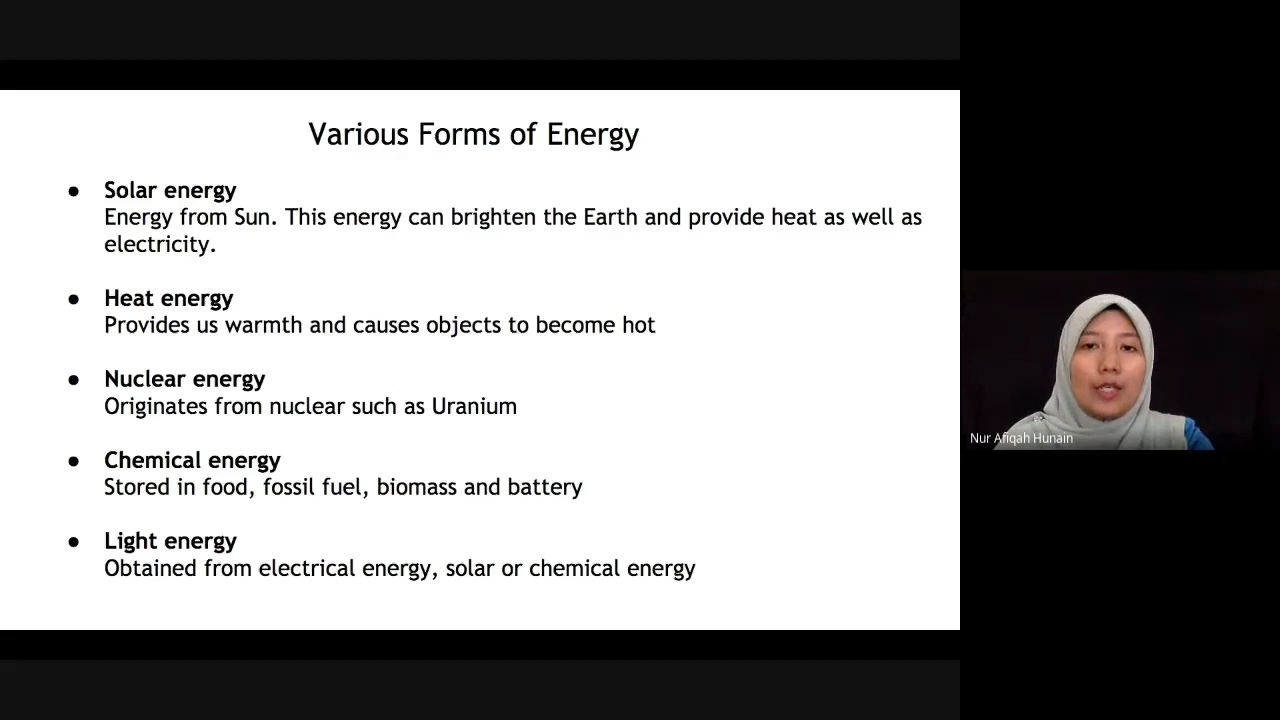 Various Forms of Energy
● Solar energy
Energy from Sun. This energy can brighten the Earth and provide heat as well as
electricity.
● Heat energy
Provides us warmth and causes objects to become hot
● Nuclear energy
Originates from nuclear such as Uranium
● Chemical energy
Stored in food, fossil fuel, biomass and battery
● Light energy
Obtained from electrical energy, solar or chemical energy
Nur Afiqah Hunain